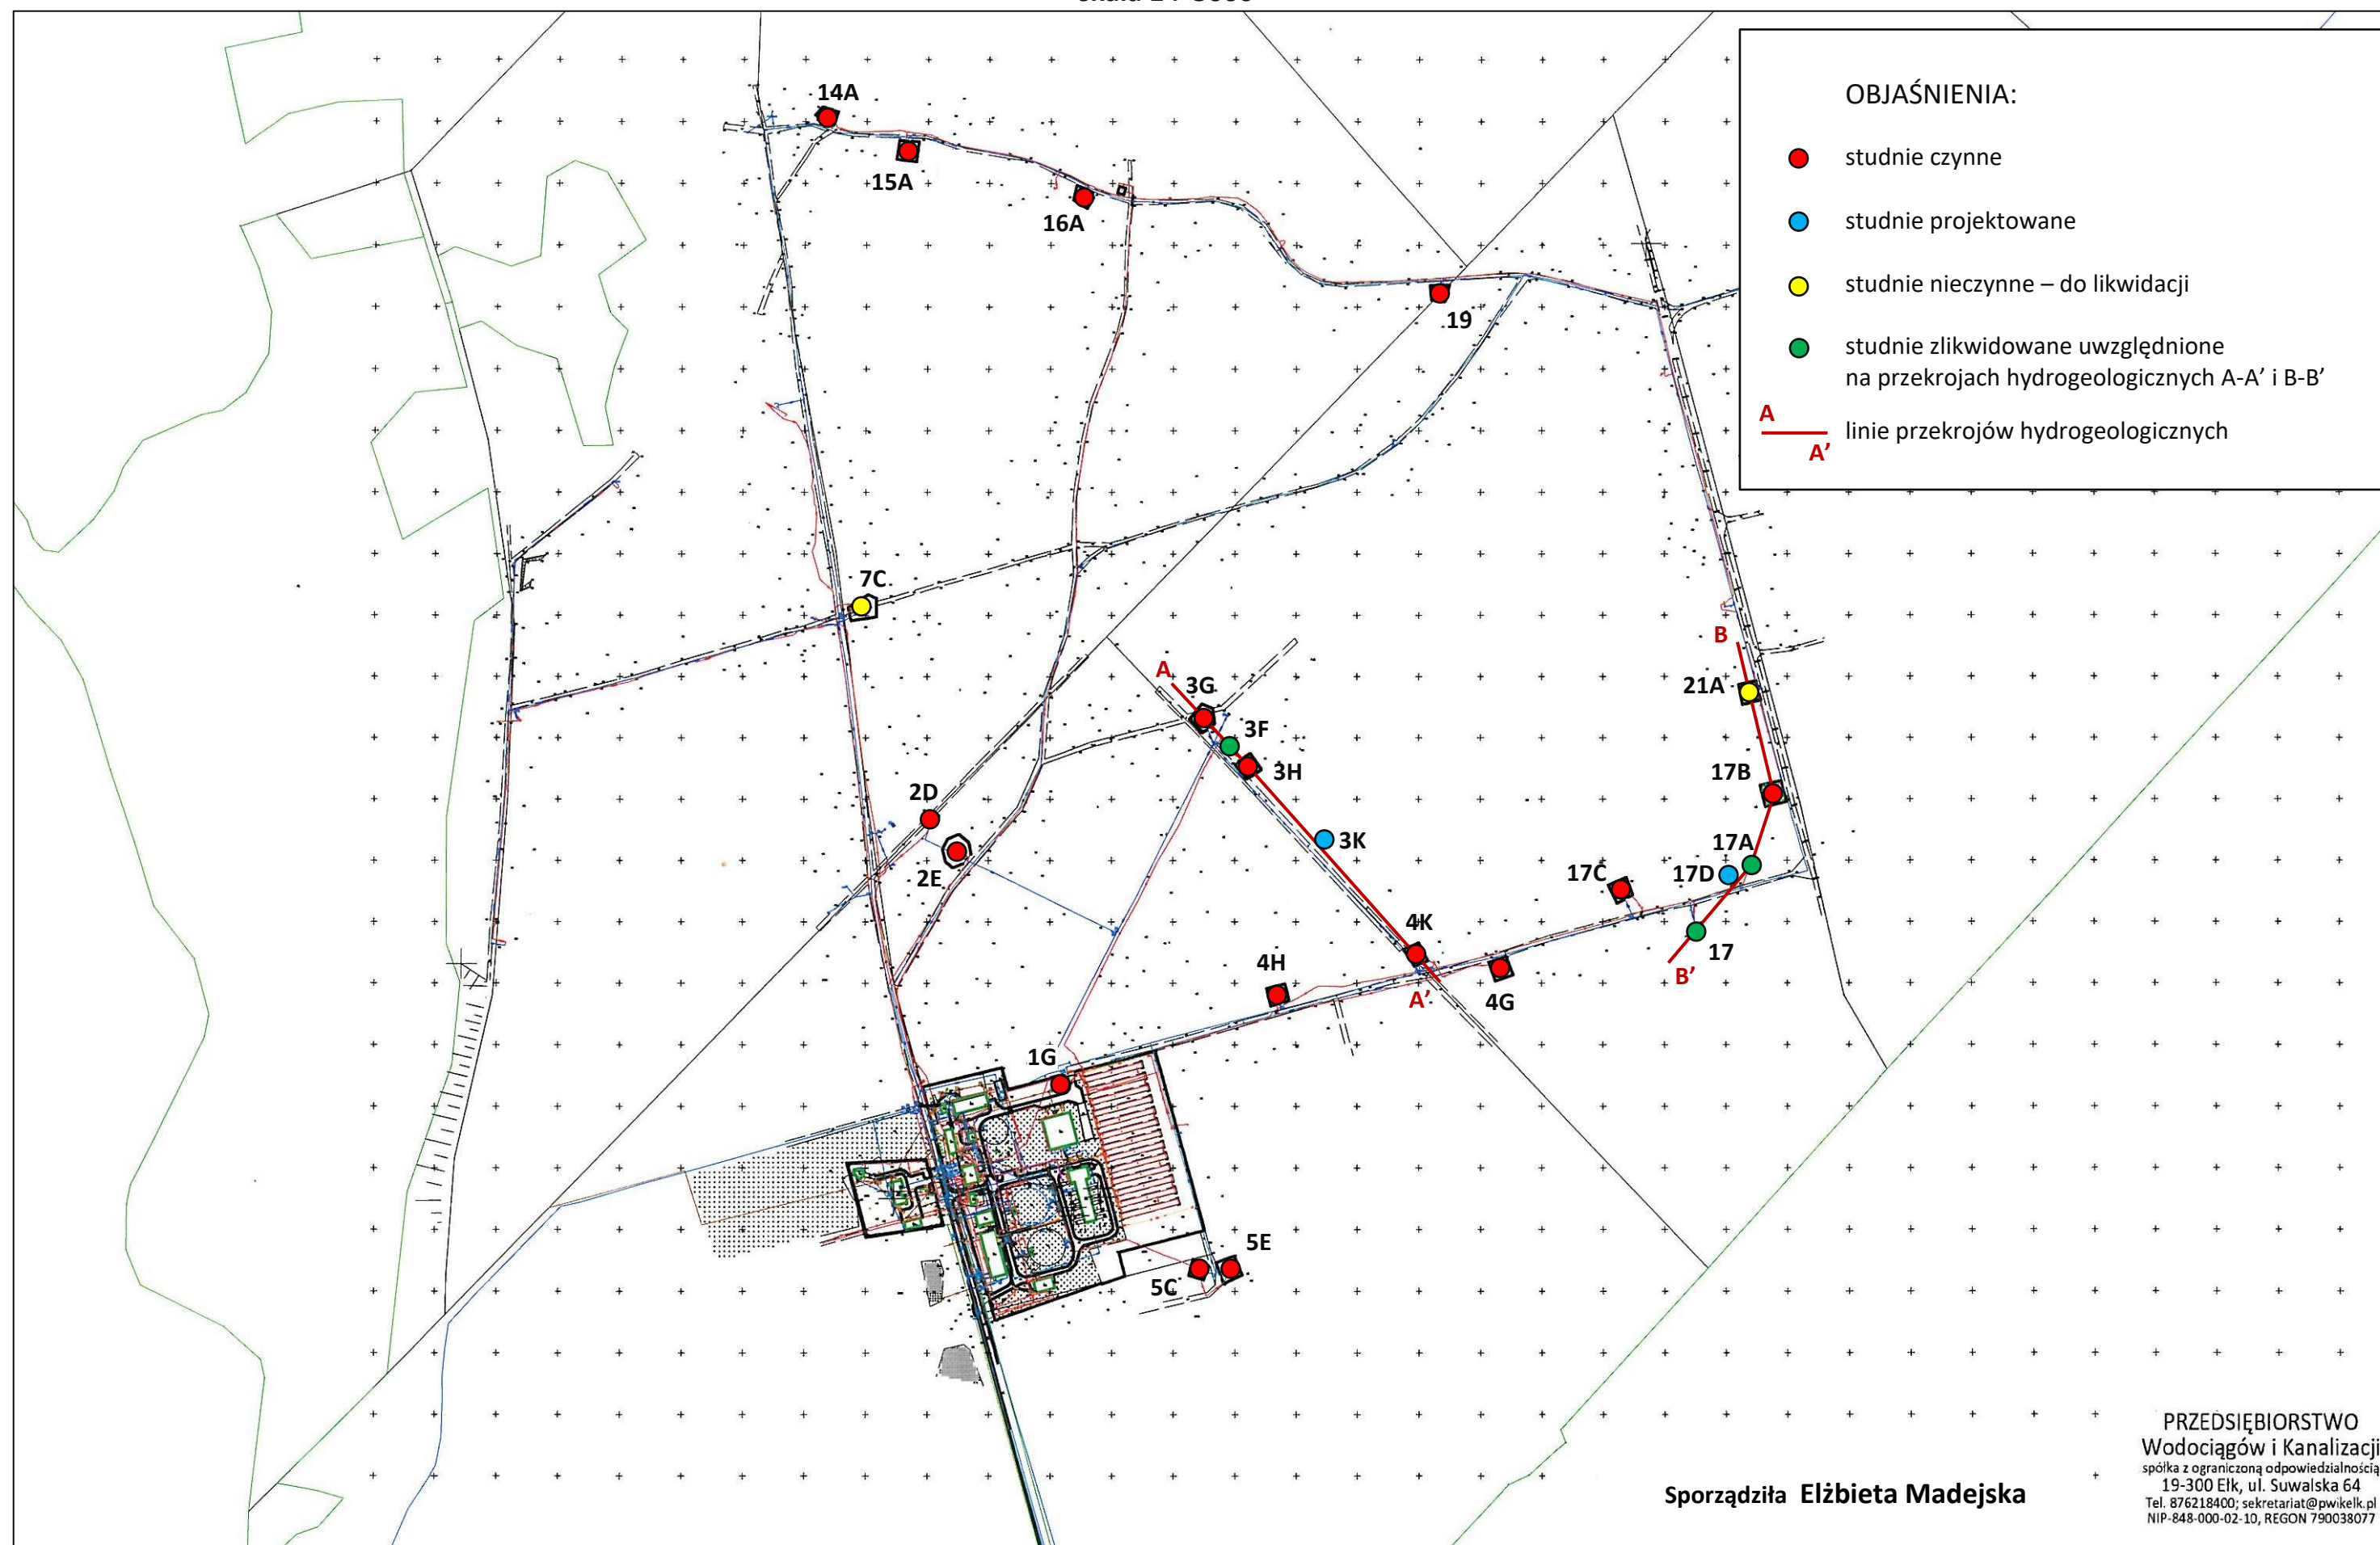 OBJAŚNIENIA:
studnie czynne
studnie projektowane
studnie nieczynne – do likwidacji
studnie zlikwidowane uwzględnione
na przekrojach hydrogeologicznych A-A’ i B-B’
A
A’
linie przekrojów hydrogeologicznych
14A
15A
16A
19
7C
B
A
3G
21A
3F
3H
17B
2D
3K
17A
2E
17C
17D
4K
17
4H
B’
A’
4G
1G
5E
5C
Sporządziła Elżbieta Madejska
PRZEDSIĘBIORSTWO
Wodociągów i Kanalizacji
spółka z ograniczoną odpowiedzialnością
19-300 Ełk, ul. Suwalska 64
Tel. 876218400; sekretariat@pwikelk.pl
NIP-848-000-02-10, REGON 790038077